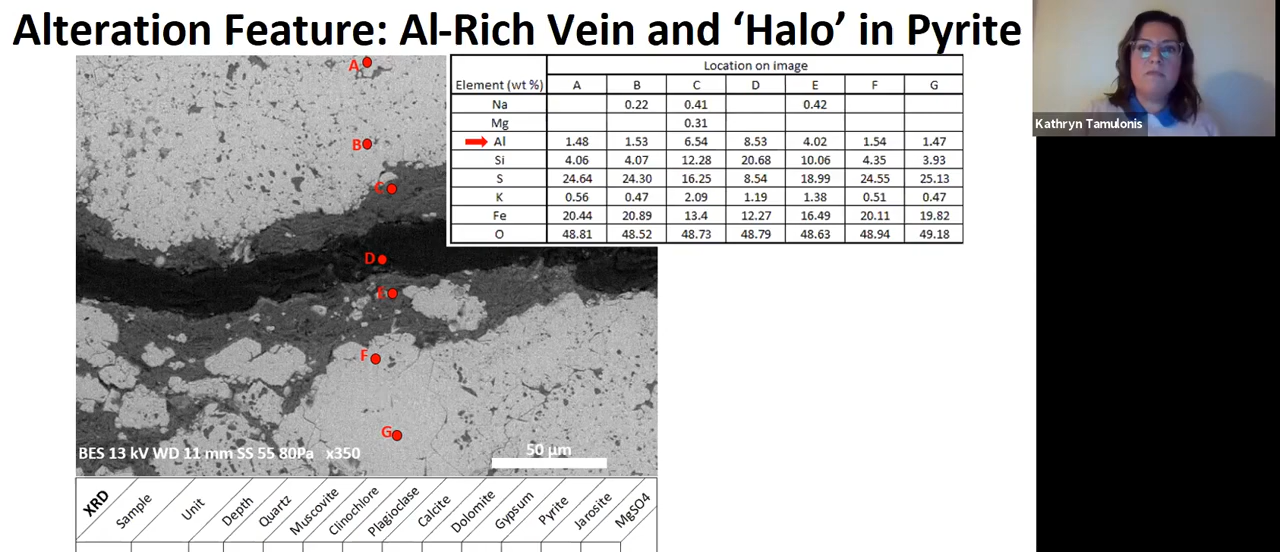 Alteration Feature: Al-Rich Vein and ‘Halo’ in Pyrite
Kathryn Tamulonis
Location on image
Element (wt %) A B C D E F G
Na 0.22 0.41 0.42
Mg 0.31
Al 1.48 1.53 6.54 8.53 4.02 1.54 1.47
Si 4.06 4.07 12.28 20.68 10.06 4.35 3.93
S 24.64 24.30 16.25 8.54 18.99 24.55 25.13
K 0.56 0.47 2.09 1.19 1.38 0.51 0.47
Fe 20.44 20.89 13.4 12.27 16.49 20.11 19.82
O 48.81 48.52 48.73 48.79 48.63 48.94 49.18
A
B
C
D
F
G
BES 13 kV WD 11 mm SS 55 80Pa x350
50 μm
XRD Sample Unit Depth Quartz Muscovite Clinochlore Plagioclase Calcite Dolomite Gypsum Pyrite Jarosite MgSO4